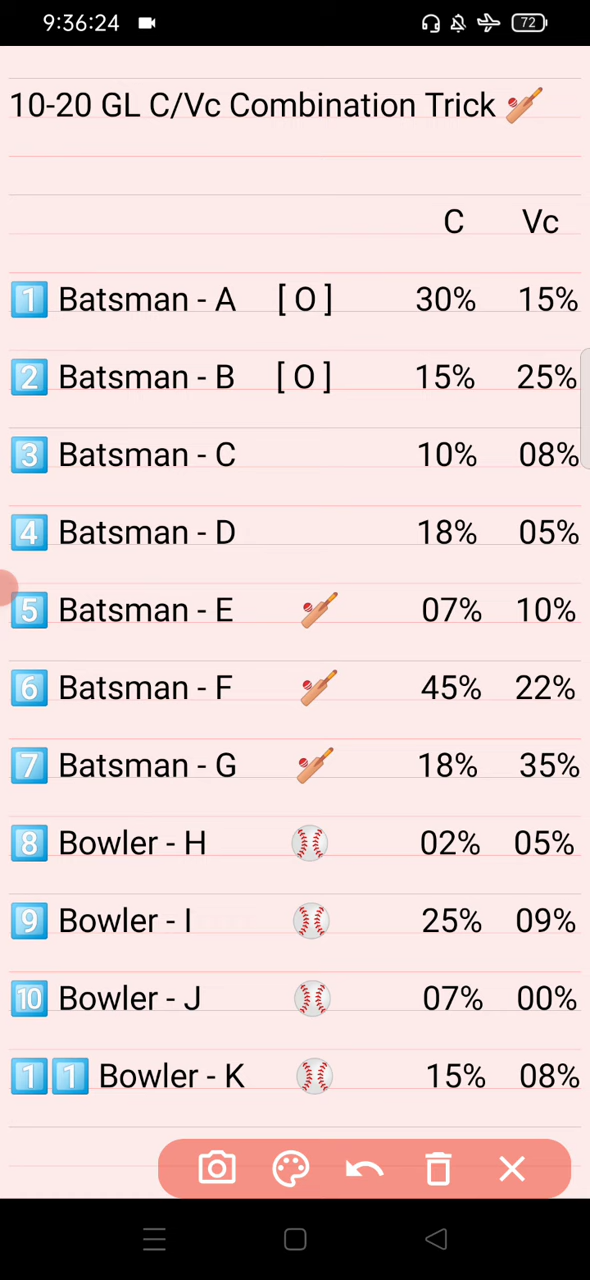 9:36:24 72
10-20 GL C/Vc Combination Trick 🏏
C Vc
1️⃣ Batsman - A [ O ] 30% 15%
2️⃣ Batsman - B [ O ] 15% 25%
3️⃣ Batsman - C 10% 08%
4️⃣ Batsman - D 18% 05%
5️⃣ Batsman - E 🏏 07% 10%
6️⃣ Batsman - F 🏏 45% 22%
7️⃣ Batsman - G 🏏 18% 35%
8️⃣ Bowler - H ⚾ 02% 05%
9️⃣ Bowler - I ⚾ 25% 09%
🔟 Bowler - J ⚾ 07% 00%
1️⃣1️⃣ Bowler - K ⚾ 15% 08%